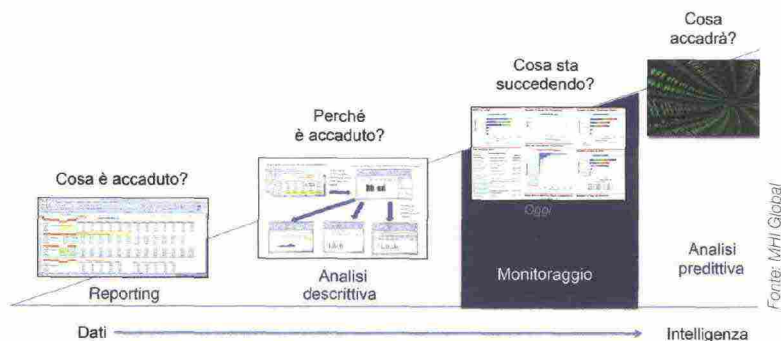 Cosa
accadrà?
Cosa sta
succedendo?
Perché
è accaduto?
Cosa è accaduto?
Oggi
Reporting
Analisi
descrittiva
Monitoraggio
Analisi
predittiva
Dati
Intelligenza
Fonte: MHI Global